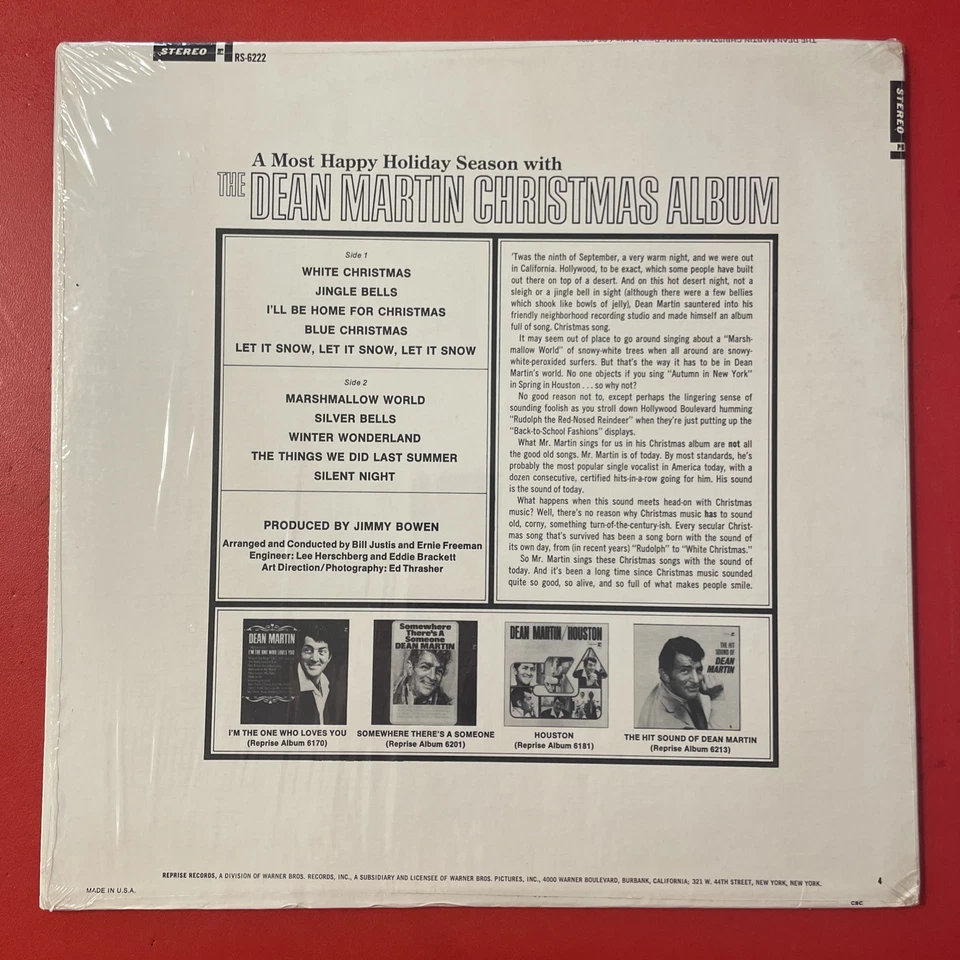 STEREO
RS-6222
THE DEAN MARTIN CHRISTMAS ALBUM
STEREO
A Most Happy Holiday Season with
THE DEAN MARTIN CHRISTMAS ALBUM
Side 1
WHITE CHRISTMAS
JINGLE BELLS
I'LL BE HOME FOR CHRISTMAS
BLUE CHRISTMAS
LET IT SNOW, LET IT SNOW, LET IT SNOW
Side 2
MARSHMALLOW WORLD
SILVER BELLS
WINTER WONDERLAND
THE THINGS WE DID LAST SUMMER
SILENT NIGHT
PRODUCED BY JIMMY BOWEN
Arranged and Conducted by Bill Justis and Ernie Freeman
Engineer: Lee Herschberg and Eddie Brackett
Art Direction/Photography: Ed Thrasher
'Twas the ninth of September, a very warm night, and we were out
in California. Hollywood, to be exact, which some people have built
out there on top of a desert. And on this hot desert night, not a
sleigh or a jingle bell in sight (although there were a few bellies
which shook like bowls of jelly), Dean Martin sauntered into his
friendly neighborhood recording studio and made himself an album
full of song. Christmas song.
It may seem out of place to go around singing about a "Marsh-
mallow World" of snowy-white trees when all around are snowy-
white-peroxided surfers. But that's the way it has to be in Dean
Martin's world. No one objects if you sing "Autumn in New York"
in Spring in Houston . . . so why not?
No good reason not to, except perhaps the lingering sense of
sounding foolish as you stroll down Hollywood Boulevard humming
"Rudolph the Red-Nosed Reindeer" when they're just putting up the
"Back-to-School Fashions" displays.
What Mr. Martin sings for us in his Christmas album are not all
the good old songs. Mr. Martin is of today. By most standards, he's
probably the most popular single vocalist in America today, with a
dozen consecutive, certified hits-in-a-row going for him. His sound
is the sound of today.
What happens when this sound meets head-on with Christmas
music? Well, there's no reason why Christmas music has to sound
old, corny, something turn-of-the-century-ish. Every secular Christ-
mas song that's survived has been a song born with the sound of
its own day, from (in recent years) "Rudolph" to "White Christmas."
So Mr. Martin sings these Christmas songs with the sound of
today. And it's been a long time since Christmas music sounded
quite so good, so alive, and so full of what makes people smile.
DEAN MARTIN
I'M THE ONE WHO LOVES YOU
Somewhere
There's A
Someone
DEAN MARTIN
DEAN MARTIN/HOUSTON
THE HIT
SOUND OF
DEAN
MARTIN
I'M THE ONE WHO LOVES YOU
(Reprise Album 6170)
SOMEWHERE THERE'S A SOMEONE
(Reprise Album 6201)
HOUSTON
(Reprise Album 6181)
THE HIT SOUND OF DEAN MARTIN
(Reprise Album 6213)
REPRISE RECORDS, A DIVISION OF WARNER BROS. RECORDS, INC., A SUBSIDIARY AND LICENSEE OF WARNER BROS. PICTURES, INC., 4000 WARNER BOULEVARD, BURBANK, CALIFORNIA; 321 W. 44TH STREET, NEW YORK, NEW YORK.
4
MADE IN U.S.A.
CBC